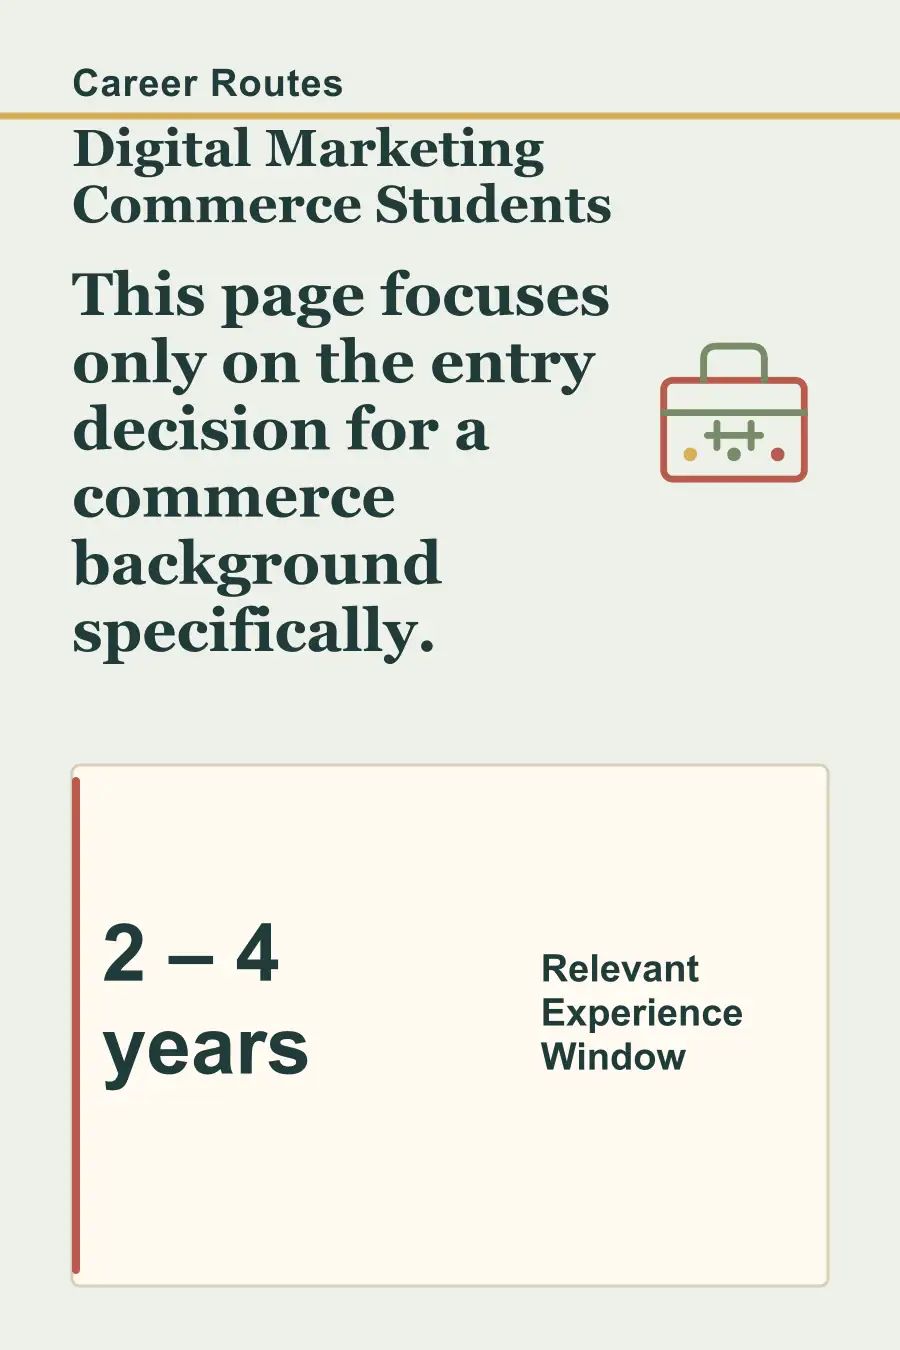 Career Routes
Digital Marketing
Commerce Students
This page focuses
only on the entry
decision for a
commerce
background
specifically.
2 – 4
years
Relevant
Experience
Window